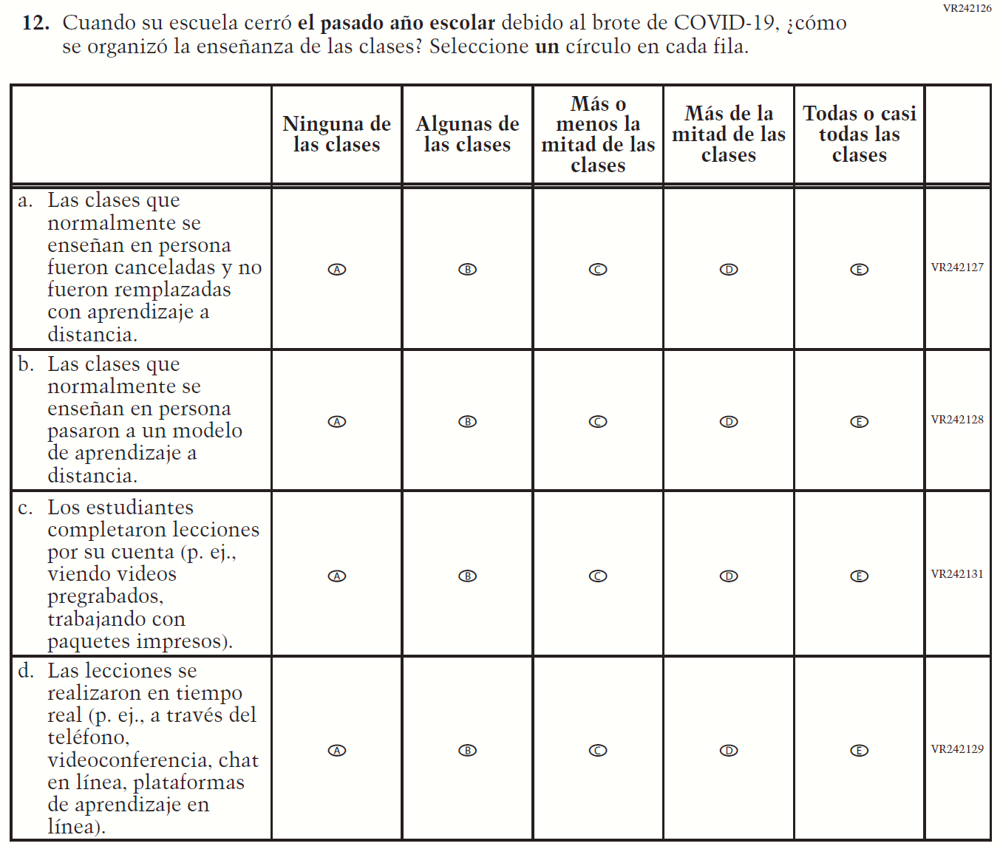 VR242126
12. Cuando su escuela cerró el pasado año escolar debido al brote de COVID-19, ¿cómo
se organizó la enseñanza de las clases? Seleccione un círculo en cada fila.
Ninguna de
las clases
Algunas de
las clases
Más o
menos la
mitad de las
clases
Más de la
mitad de las
clases
Todas o casi
todas las
clases
a. Las clases que
normalmente se
enseñan en persona
fueron canceladas y no
fueron remplazadas
con aprendizaje a
distancia.
A B C D E VR242127
b. Las clases que
normalmente se
enseñan en persona
pasaron a un modelo
de aprendizaje a
distancia.
A B C D E VR242128
c. Los estudiantes
completaron lecciones
por su cuenta (p. ej.,
viendo videos
pregrabados,
trabajando con
paquetes impresos).
A B C D E VR242131
d. Las lecciones se
realizaron en tiempo
real (p. ej., a través del
teléfono,
videoconferencia, chat
en línea, plataformas
de aprendizaje en
línea).
A B C D E VR242129